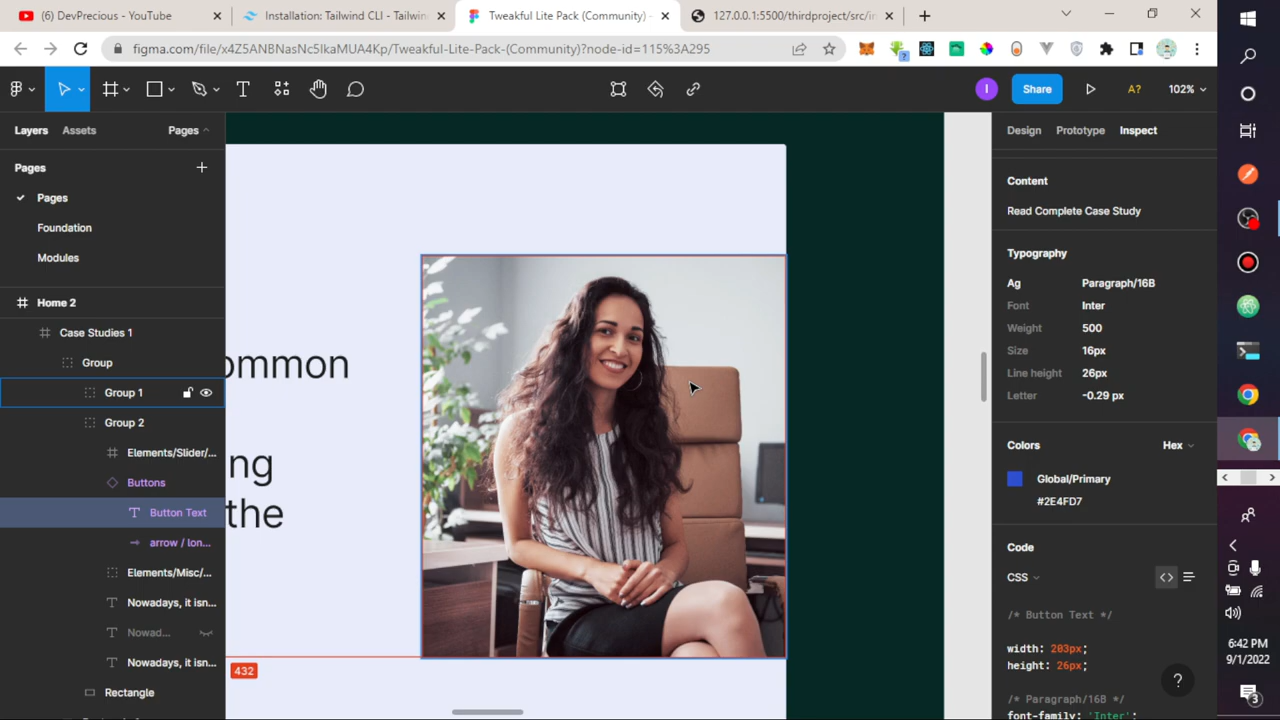 (6) DevPrecious - YouTube
Installation: Tailwind CLI - Tailwin
Tweakful Lite Pack (Community) -
127.0.0.1:5500/thirdproject/src/in
figma.com/file/x4Z5ANBNasNc5IkaMUA4Kp/Tweakful-Lite-Pack-(Community)?node-id=115%3A295
I
Share
A?
102%
Layers
Assets
Pages
Design
Prototype
Inspect
Pages
Pages
Foundation
Modules
Home 2
Case Studies 1
Group
Group 1
Group 2
Elements/Slider/...
Buttons
Button Text
arrow / lon...
Elements/Misc/...
Nowadays, it isn...
Nowad...
Nowadays, it isn...
Rectangle
ommon
ng
the
432
Content
Read Complete Case Study
Typography
Ag Paragraph/16B
Font Inter
Weight 500
Size 16px
Line height 26px
Letter -0.29 px
Colors
Hex
Global/Primary
#2E4FD7
Code
CSS
/* Button Text */
width: 203px;
height: 26px;
/* Paragraph/16B */
font-family: 'Inter';
?
6:42 PM
9/1/2022
3